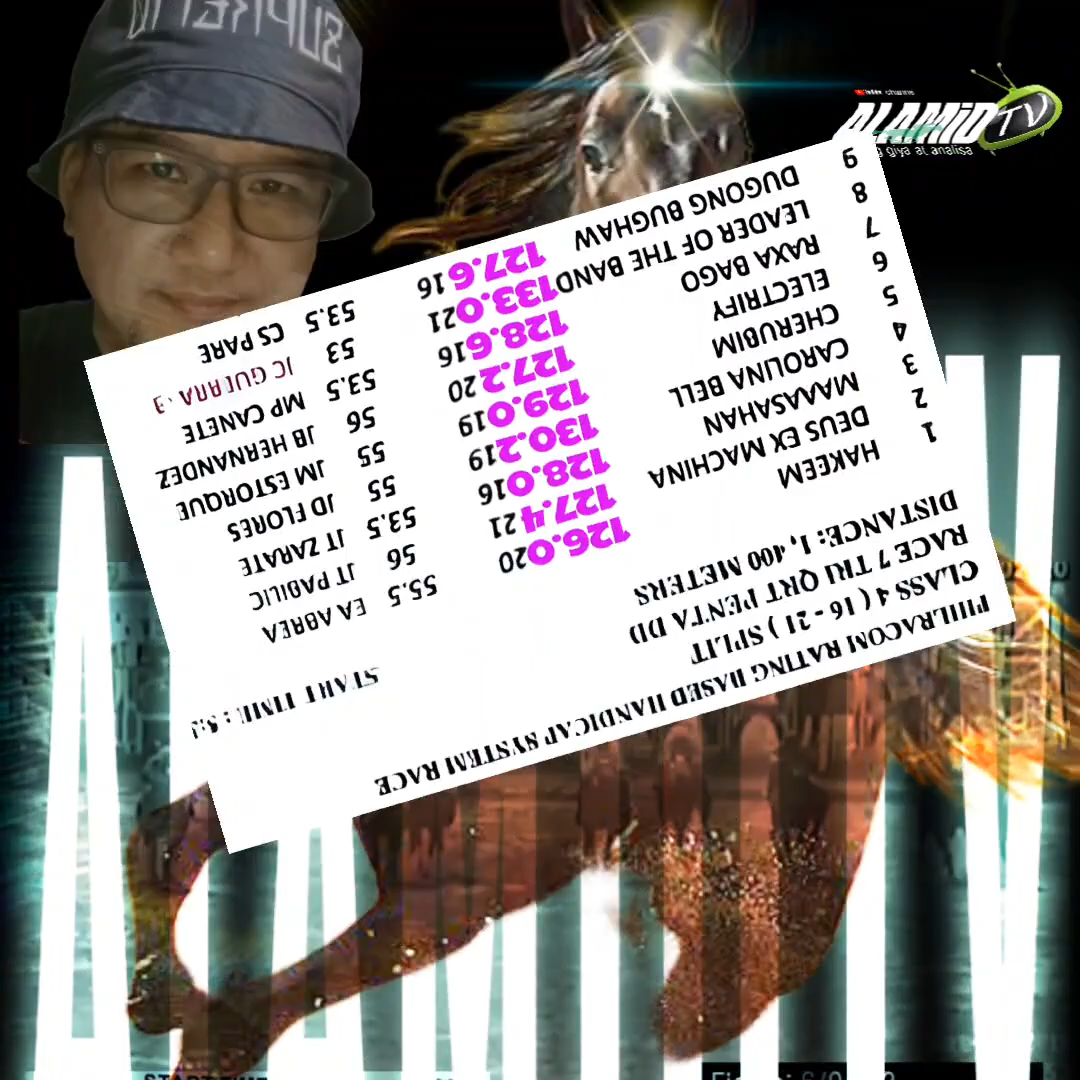 ALAMiD TV
giya at analisa
PHILRACOM RATING BASED HANDICAP SYSTEM RACE
CLASS 4 ( 16 - 21 ) SPLIT
RACE 7 TRI QRT PENTA DD
DISTANCE: 1, 400 METERS START TIME :
1 HAKEEM 126.0 20 55.5 EA ABREA
2 DEUS EX MACHINA 127.4 21 56 JT PABILIC
3 MAAASAHAN 128.0 16 53.5 JT ZARATE
4 CAROLINA BELL 130.2 19 55 JD FLORES
5 CHERUBIM 129.0 19 55 JM ESTORQUE
6 ELECTRIFY 127.2 20 56 JB HERNANDEZ
7 RAXA BAGO 128.6 16 53.5 MP CANETE
8 LEADER OF THE BAND 133.0 21 53 JC
9 DUGONG BUGHAW 127.6 16 53.5 CS PARE